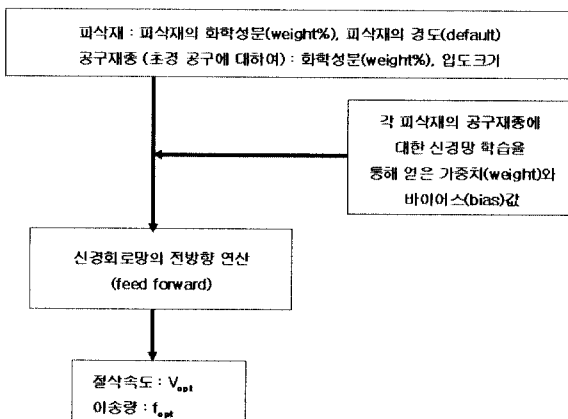 피삭재 : 피삭재의 화학성분(weight%), 피삭재의 경도(default)
공구재종 (초경 공구에 대하여) : 화학성분(weight%), 입도크기
각 피삭재의 공구재종에
대한 신경망 학습율
통해 얻은 가중치(weight)와
바이어스(bias)값
신경회로망의 전방향 연산
(feed forward)
절삭속도 : Vopt
이송량 : fopt